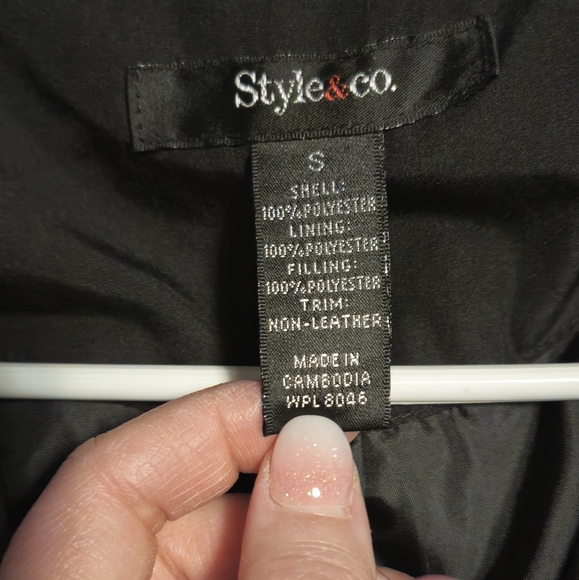 Style&co.
S
SHELL:
100%POLYESTER
LINING:
100%POLYESTER
FILLING:
100%POLYESTER
TRIM:
NON-LEATHER
MADE IN
CAMBODIA
WPL 8046